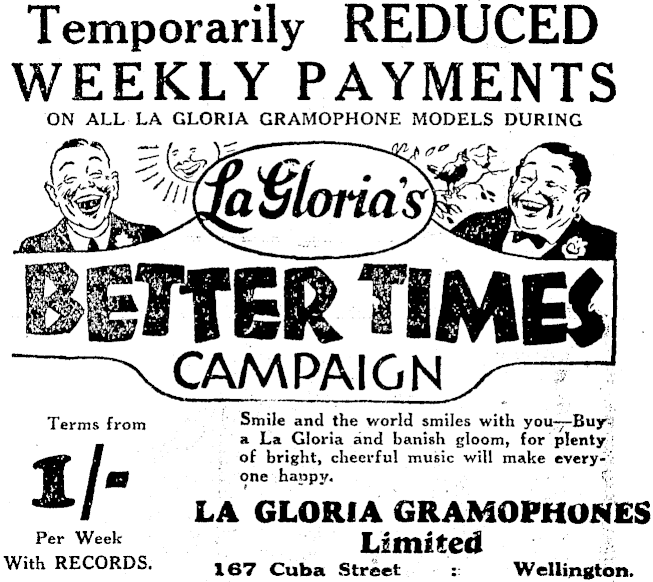 Temporarily REDUCED
WEEKLY PAYMENTS
ON ALL LA GLORIA GRAMOPHONE MODELS DURING
La Gloria's
BETTER TIMES
CAMPAIGN
Terms from
1/-
Per Week
With RECORDS.
Smile and the world smiles with you—Buy
a La Gloria and banish gloom, for plenty
of bright, cheerful music will make every-
one happy.
LA GLORIA GRAMOPHONES
Limited
167 Cuba Street : Wellington.